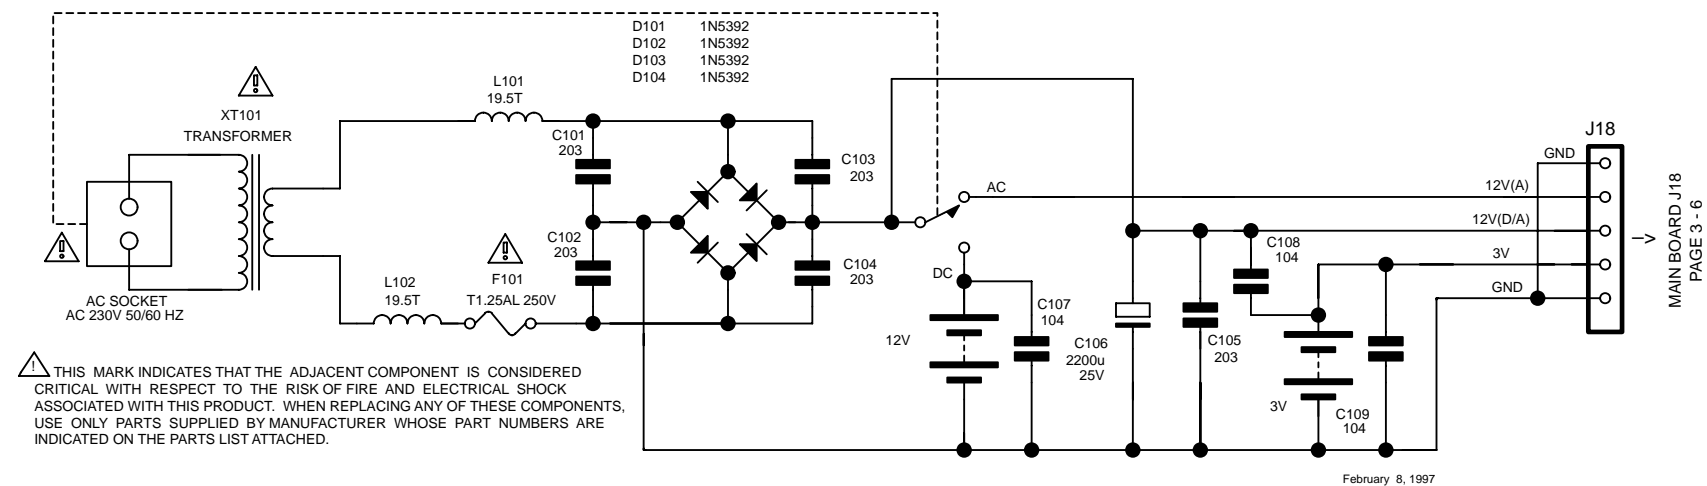 D101 1N5392
D102 1N5392
D103 1N5392
D104 1N5392
XT101
TRANSFORMER
L101
19.5T
C101
203
C103
203
C102
203
C104
203
L102
19.5T
F101
T1.25AL 250V
AC SOCKET
AC 230V 50/60 HZ
AC
DC
12V
C107
104
C106
2200u
25V
C105
203
C108
104
3V
C109
104
J18
GND
12V(A)
12V(D/A)
3V
GND
MAIN BOARD J18
PAGE 3 - 6
! THIS MARK INDICATES THAT THE ADJACENT COMPONENT IS CONSIDERED
CRITICAL WITH RESPECT TO THE RISK OF FIRE AND ELECTRICAL SHOCK
ASSOCIATED WITH THIS PRODUCT. WHEN REPLACING ANY OF THESE COMPONENTS,
USE ONLY PARTS SUPPLIED BY MANUFACTURER WHOSE PART NUMBERS ARE
INDICATED ON THE PARTS LIST ATTACHED.
February 8, 1997